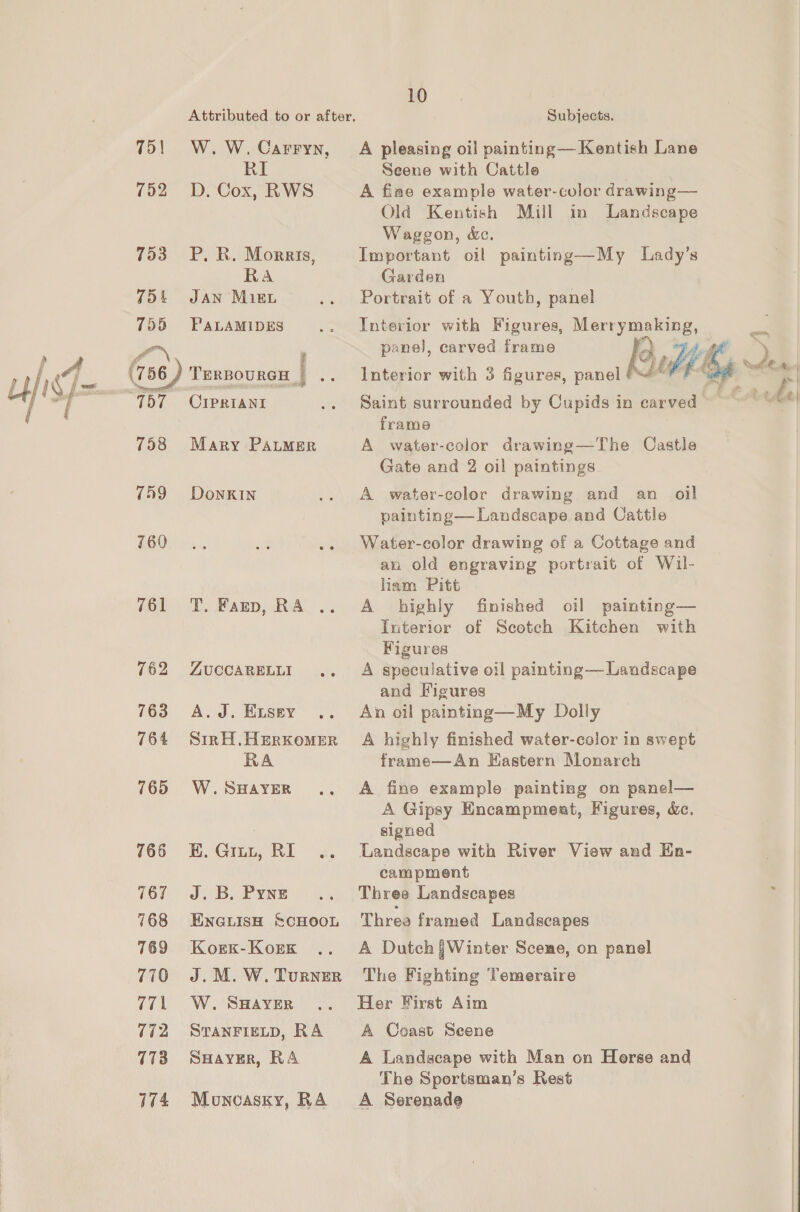 10
Attributed to or after. Subjects.
751 W. W. Caffyn, A pleasing oil painting—Kentish Lane
RI Scene with Cattle
752 D. Cox, RWS A fine example water-color drawing—
Old Kentish Mill in Landscape
Waggon, &c.
753 P. R. Morris, Important oil painting—My Lady's
RA Garden
754 Jan Miel .. Portrait of a Youth, panel
755 Palamides .. Interior with Figures, Merrymaking,
panel, carved frame
756 Terbourgh .. Interior with 3 figures, panel
757 Cipriani .. Saint surrounded by Cupids in carved
frame
758 Mary Palmer A water-color drawing—The Castle
Gate and 2 oil paintings
759 Donkin .. A water-color drawing and an oil
painting—Landscape and Cattle
760 .. .. .. Water-color drawing of a Cottage and
an old engraving portrait of Wil-
liam Pitt
761 T. Faed, RA .. A highly finished oil painting—
Interior of Scotch Kitchen with
Figures
762 Zuccarelli .. A speculative oil painting—Landscape
and Figures
763 A. J. Elsey .. An oil painting—My Dolly
764 Sir H. Herkomer A highly finished water-color in swept
RA frame—An Eastern Monarch
765 W. Shayer .. A fine example painting on panel—
A Gipsy Encampment, Figures, &c.
signed
766 E. Gill, RI .. Landscape with River View and En-
campment
767 J. B. Pyne .. Three Landscapes
768 English School Three framed Landscapes
769 Koek-Koek .. A Dutch Winter Scene, on panel
770 J. M. W. Turner The Fighting Temeraire
771 W. Shayer .. Her First Aim
772 Stanfield, RA A Coast Scene
773 Shayer, RA A Landscape with Man on Horse and
The Sportsman's Rest
774 Muncasky, RA A Serenade